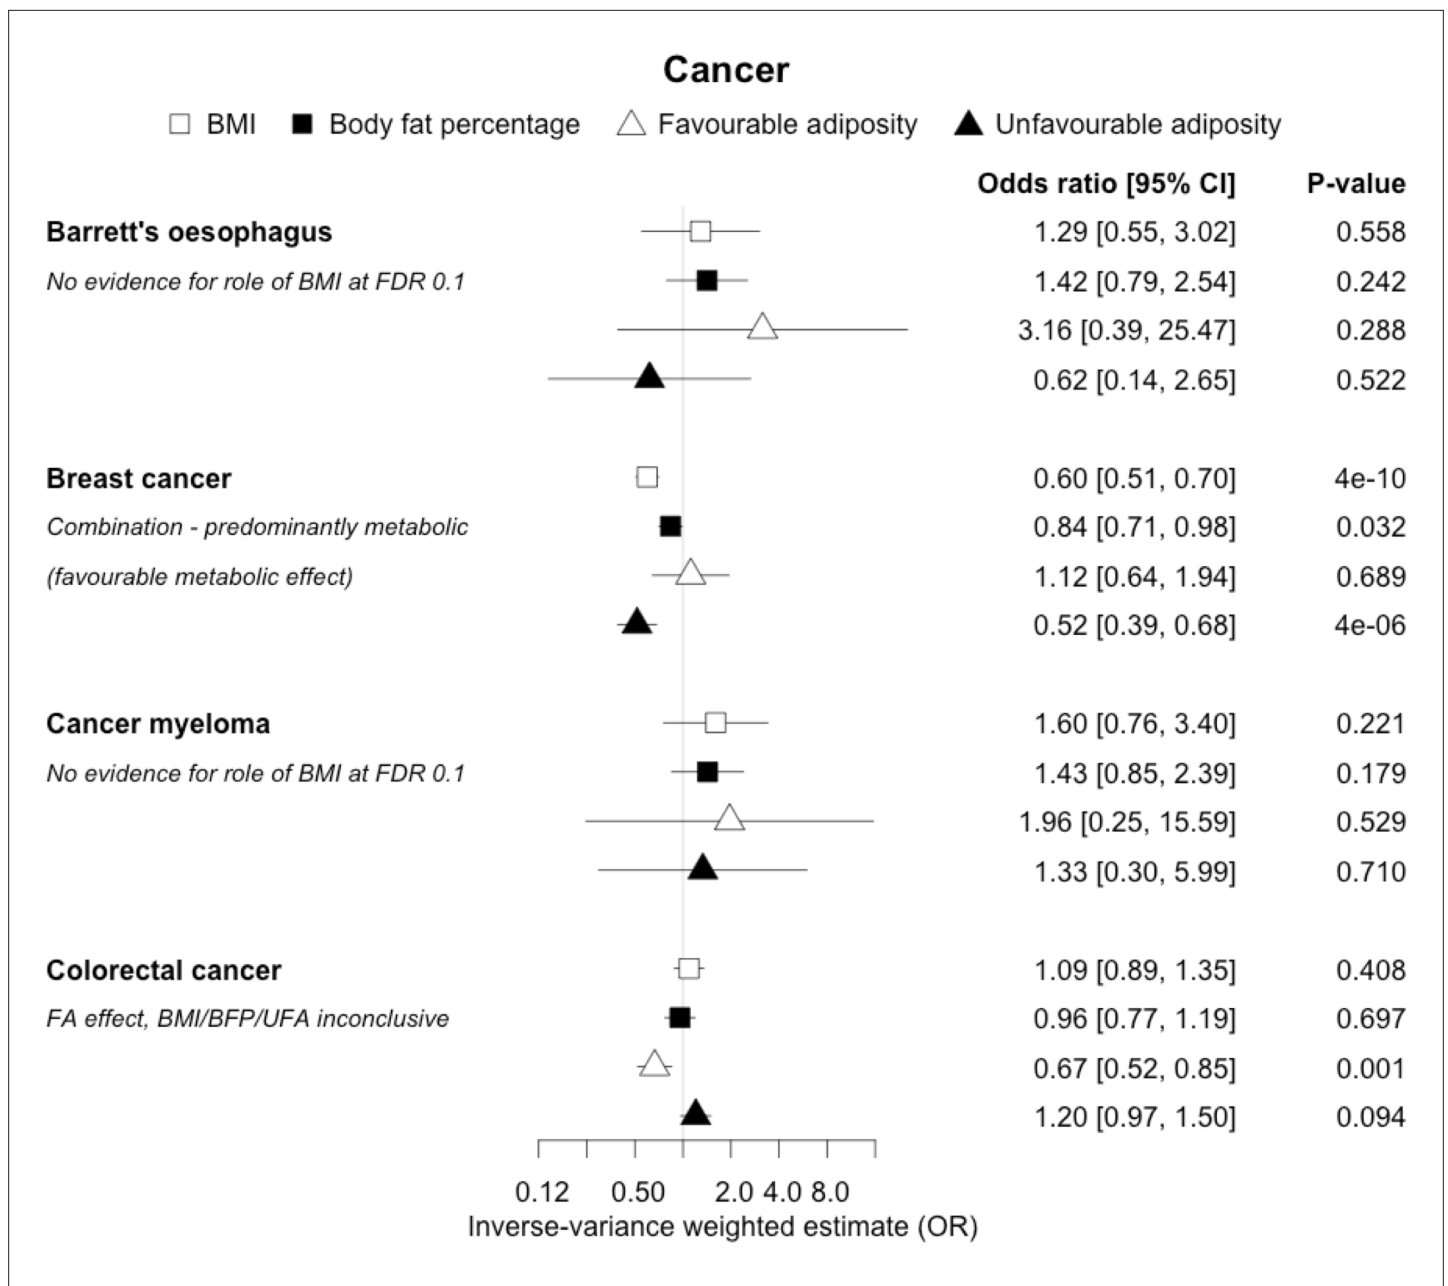 Cancer
BMI Body fat percentage Favourable adiposity Unfavourable adiposity
Odds ratio [95% CI] P-value
Barrett's oesophagus 1.29 [0.55, 3.02] 0.558
No evidence for role of BMI at FDR 0.1 1.42 [0.79, 2.54] 0.242
3.16 [0.39, 25.47] 0.288
0.62 [0.14, 2.65] 0.522
Breast cancer 0.60 [0.51, 0.70] 4e-10
Combination - predominantly metabolic 0.84 [0.71, 0.98] 0.032
(favourable metabolic effect) 1.12 [0.64, 1.94] 0.689
0.52 [0.39, 0.68] 4e-06
Cancer myeloma 1.60 [0.76, 3.40] 0.221
No evidence for role of BMI at FDR 0.1 1.43 [0.85, 2.39] 0.179
1.96 [0.25, 15.59] 0.529
1.33 [0.30, 5.99] 0.710
Colorectal cancer 1.09 [0.89, 1.35] 0.408
FA effect, BMI/BFP/UFA inconclusive 0.96 [0.77, 1.19] 0.697
0.67 [0.52, 0.85] 0.001
1.20 [0.97, 1.50] 0.094
0.12 0.50 2.0 4.0 8.0
Inverse-variance weighted estimate (OR)